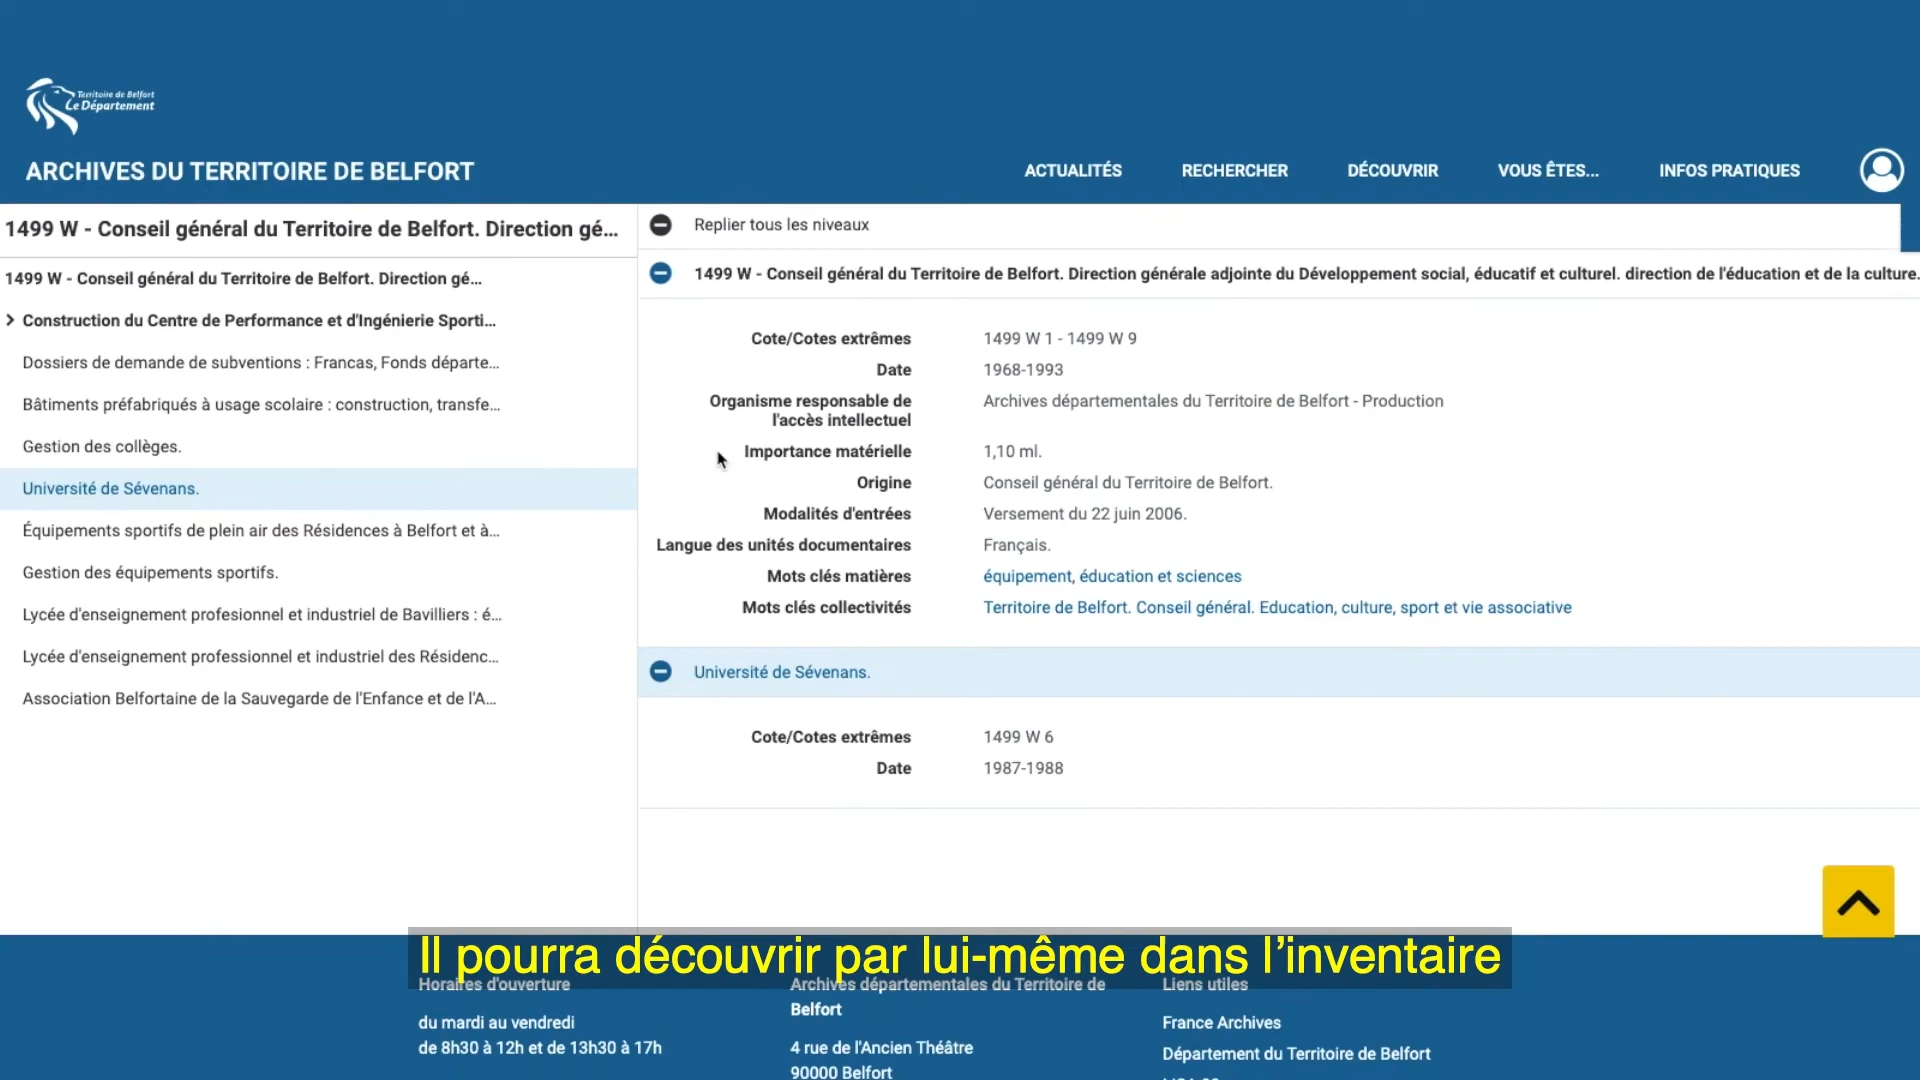 Territoire de Belfort
Le Département
ARCHIVES DU TERRITOIRE DE BELFORT
ACTUALITÉS
RECHERCHER
DÉCOUVRIR
VOUS ÊTES...
INFOS PRATIQUES
1499 W - Conseil général du Territoire de Belfort. Direction gé...
1499 W - Conseil général du Territoire de Belfort. Direction gé...
Construction du Centre de Performance et d'Ingénierie Sporti...
Dossiers de demande de subventions : Francas, Fonds départe...
Bâtiments préfabriqués à usage scolaire : construction, transfe...
Gestion des collèges.
Université de Sévenans.
Équipements sportifs de plein air des Résidences à Belfort et à...
Gestion des équipements sportifs.
Lycée d'enseignement profesionnel et industriel de Bavilliers : é...
Lycée d'enseignement professionnel et industriel des Résidenc...
Association Belfortaine de la Sauvegarde de l'Enfance et de l'A...
Replier tous les niveaux
1499 W - Conseil général du Territoire de Belfort. Direction générale adjointe du Développement social, éducatif et culturel. direction de l'éducation et de la culture.
Cote/Cotes extrêmes 1499 W 1 - 1499 W 9
Date 1968-1993
Organisme responsable de l'accès intellectuel Archives départementales du Territoire de Belfort - Production
Importance matérielle 1,10 ml.
Origine Conseil général du Territoire de Belfort.
Modalités d'entrées Versement du 22 juin 2006.
Langue des unités documentaires Français.
Mots clés matières équipement, éducation et sciences
Mots clés collectivités Territoire de Belfort. Conseil général. Education, culture, sport et vie associative
Université de Sévenans.
Cote/Cotes extrêmes 1499 W 6
Date 1987-1988
Il pourra découvrir par lui-même dans l'inventaire
Horaires d'ouverture
du mardi au vendredi
de 8h30 à 12h et de 13h30 à 17h
Archives départementales du Territoire de
Belfort
4 rue de l'Ancien Théâtre
90000 Belfort
Liens utiles
France Archives
Département du Territoire de Belfort